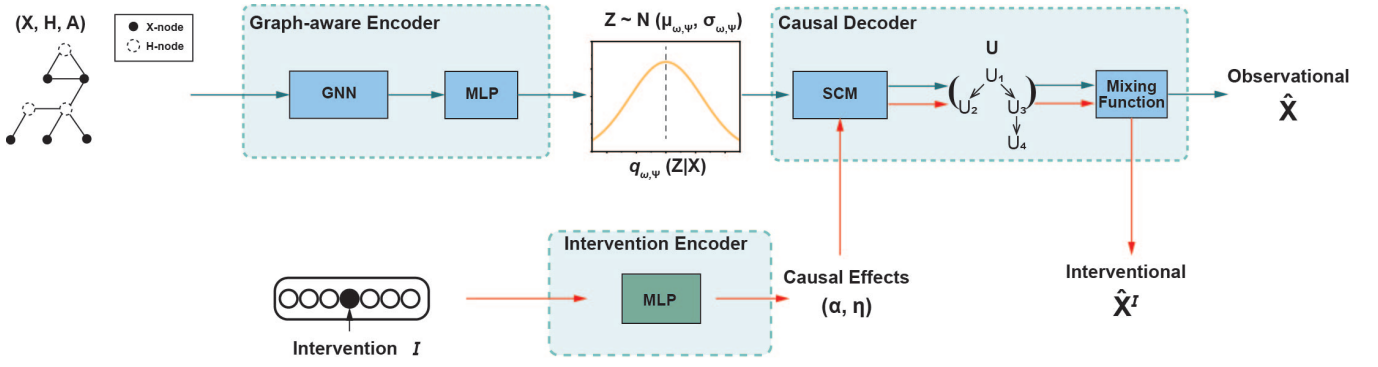 (X, H, A)
X-node
H-node
Graph-aware Encoder
GNN
MLP
Z ~ N (μω,Ψ, σω,Ψ)
qω,Ψ (Z|X)
Causal Decoder
SCM
U
U1
U2
U3
U4
Mixing
Function
Observational
X̂
Intervention Encoder
MLP
Intervention I
Causal Effects
(α, η)
Interventional
X̂I